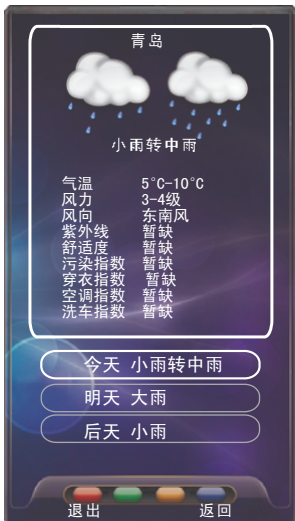 青岛
小雨转中雨
气温 5°C-10°C
风力 3-4级
风向 东南风
紫外线 暂缺
舒适度 暂缺
污染指数 暂缺
穿衣指数 暂缺
空调指数 暂缺
洗车指数 暂缺
今天 小雨转中雨
明天 大雨
后天 小雨
退出 返回